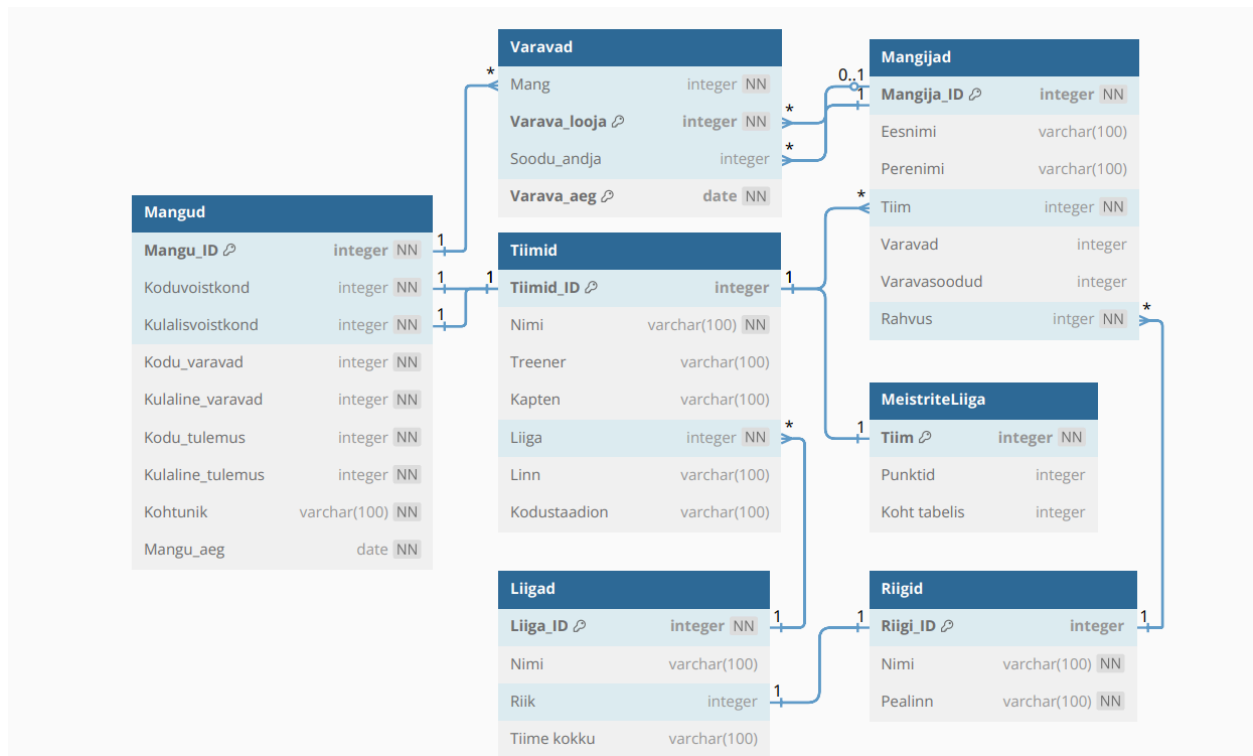 Varavad
Mang integer NN
Varava_looja integer NN
Soodu_andja integer
Varava_aeg date NN
Mangijad
Mangija_ID integer NN
Eesnimi varchar(100)
Perenimi varchar(100)
Tiim integer NN
Varavad integer
Varavasoodud integer
Rahvus intger NN
Mangud
Mangu_ID integer NN
Koduvoistkond integer NN
Kulalisvoistkond integer NN
Kodu_varavad integer NN
Kulaline_varavad integer NN
Kodu_tulemus integer NN
Kulaline_tulemus integer NN
Kohtunik varchar(100) NN
Mangu_aeg date NN
Tiimid
Tiimid_ID integer
Nimi varchar(100) NN
Treener varchar(100)
Kapten varchar(100)
Liiga integer NN
Linn varchar(100)
Kodustaadion varchar(100)
MeistriteLiiga
Tiim integer NN
Punktid integer
Koht tabelis integer
Liigad
Liiga_ID integer NN
Nimi varchar(100)
Riik integer
Tiime kokku varchar(100)
Riigid
Riigi_ID integer
Nimi varchar(100) NN
Pealinn varchar(100) NN
*
*
*
0..1
1
1
1
1
1
1
*
*
1
*
1
1
1
1